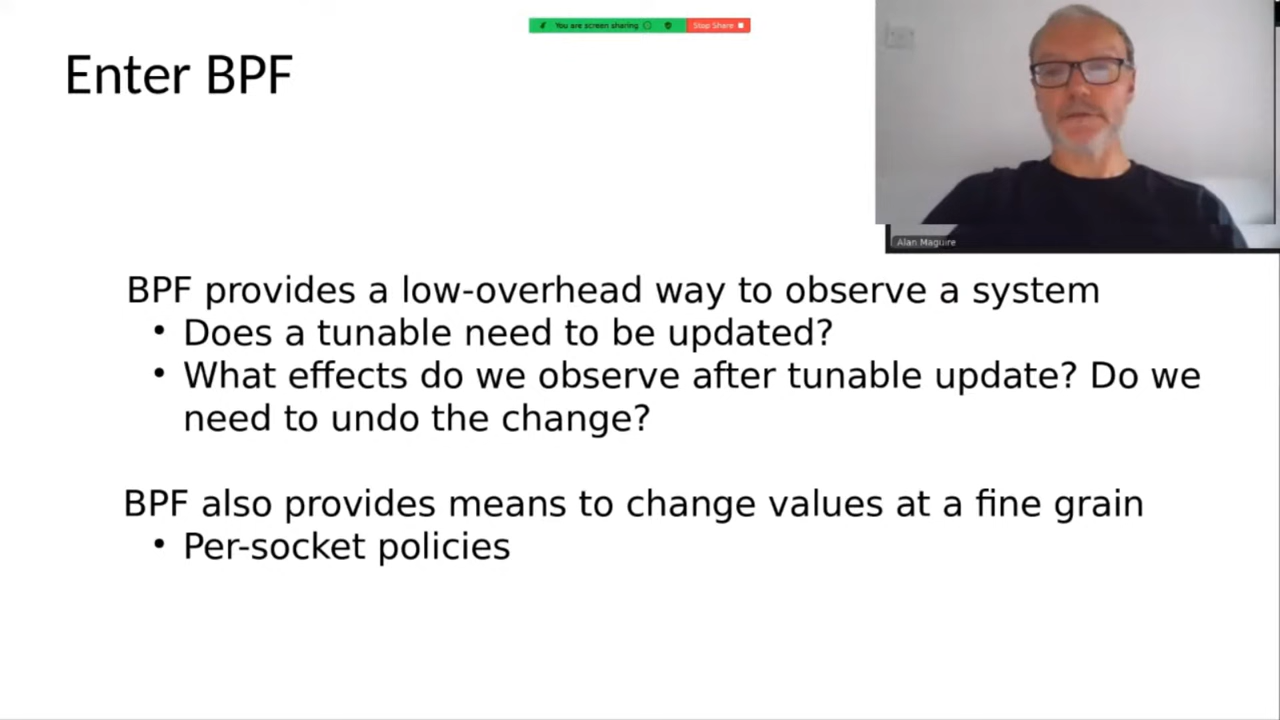 You are screen sharing
Stop Share
Enter BPF
Alan Maguire
BPF provides a low-overhead way to observe a system
• Does a tunable need to be updated?
• What effects do we observe after tunable update? Do we
need to undo the change?
BPF also provides means to change values at a fine grain
• Per-socket policies